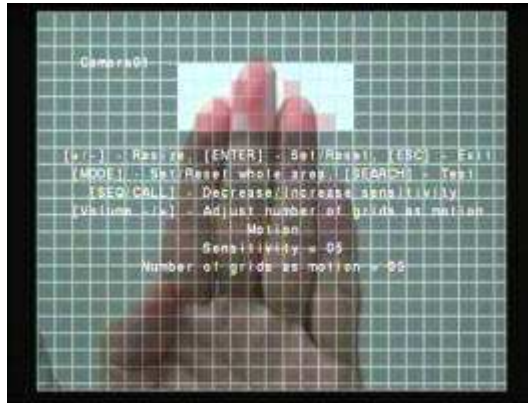 Camera01
[+/-] - Resize, [ENTER] - Set/Reset, [ESC] - Exit
[MODE] - Set/Reset whole area, [SEARCH] - Test
[SEQ/CALL] - Decrease/Increase sensitivity
[Volume -/+] - Adjust number of grids as motion
Motion
Sensitivity = 05
Number of grids as motion = 05